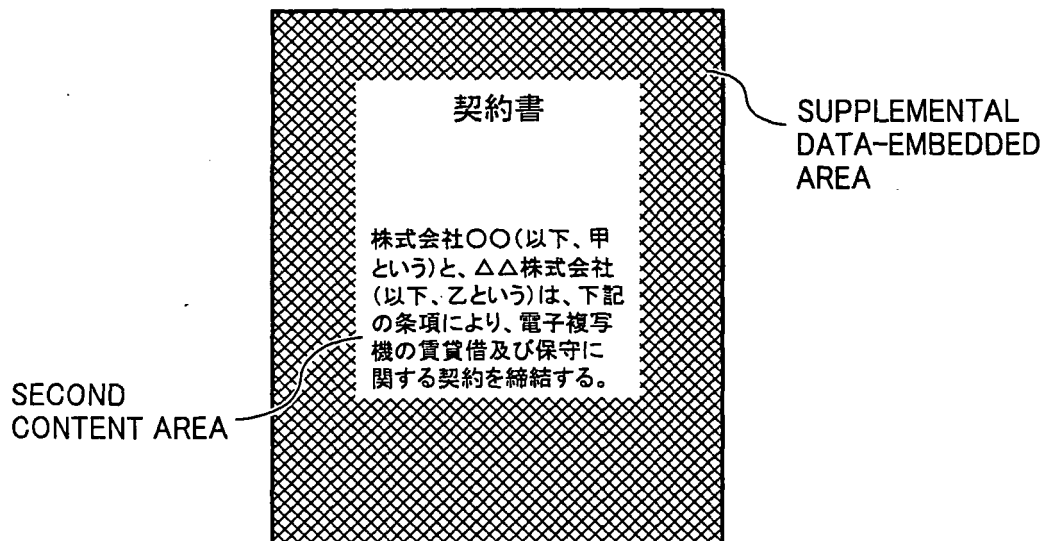 契約書
株式会社○○(以下、甲
という)と、△△株式会社
(以下、乙という)は、下記
の条項により、電子複写
機の賃貸借及び保守に
関する契約を締結する。
SUPPLEMENTAL
DATA-EMBEDDED
AREA
SECOND
CONTENT AREA